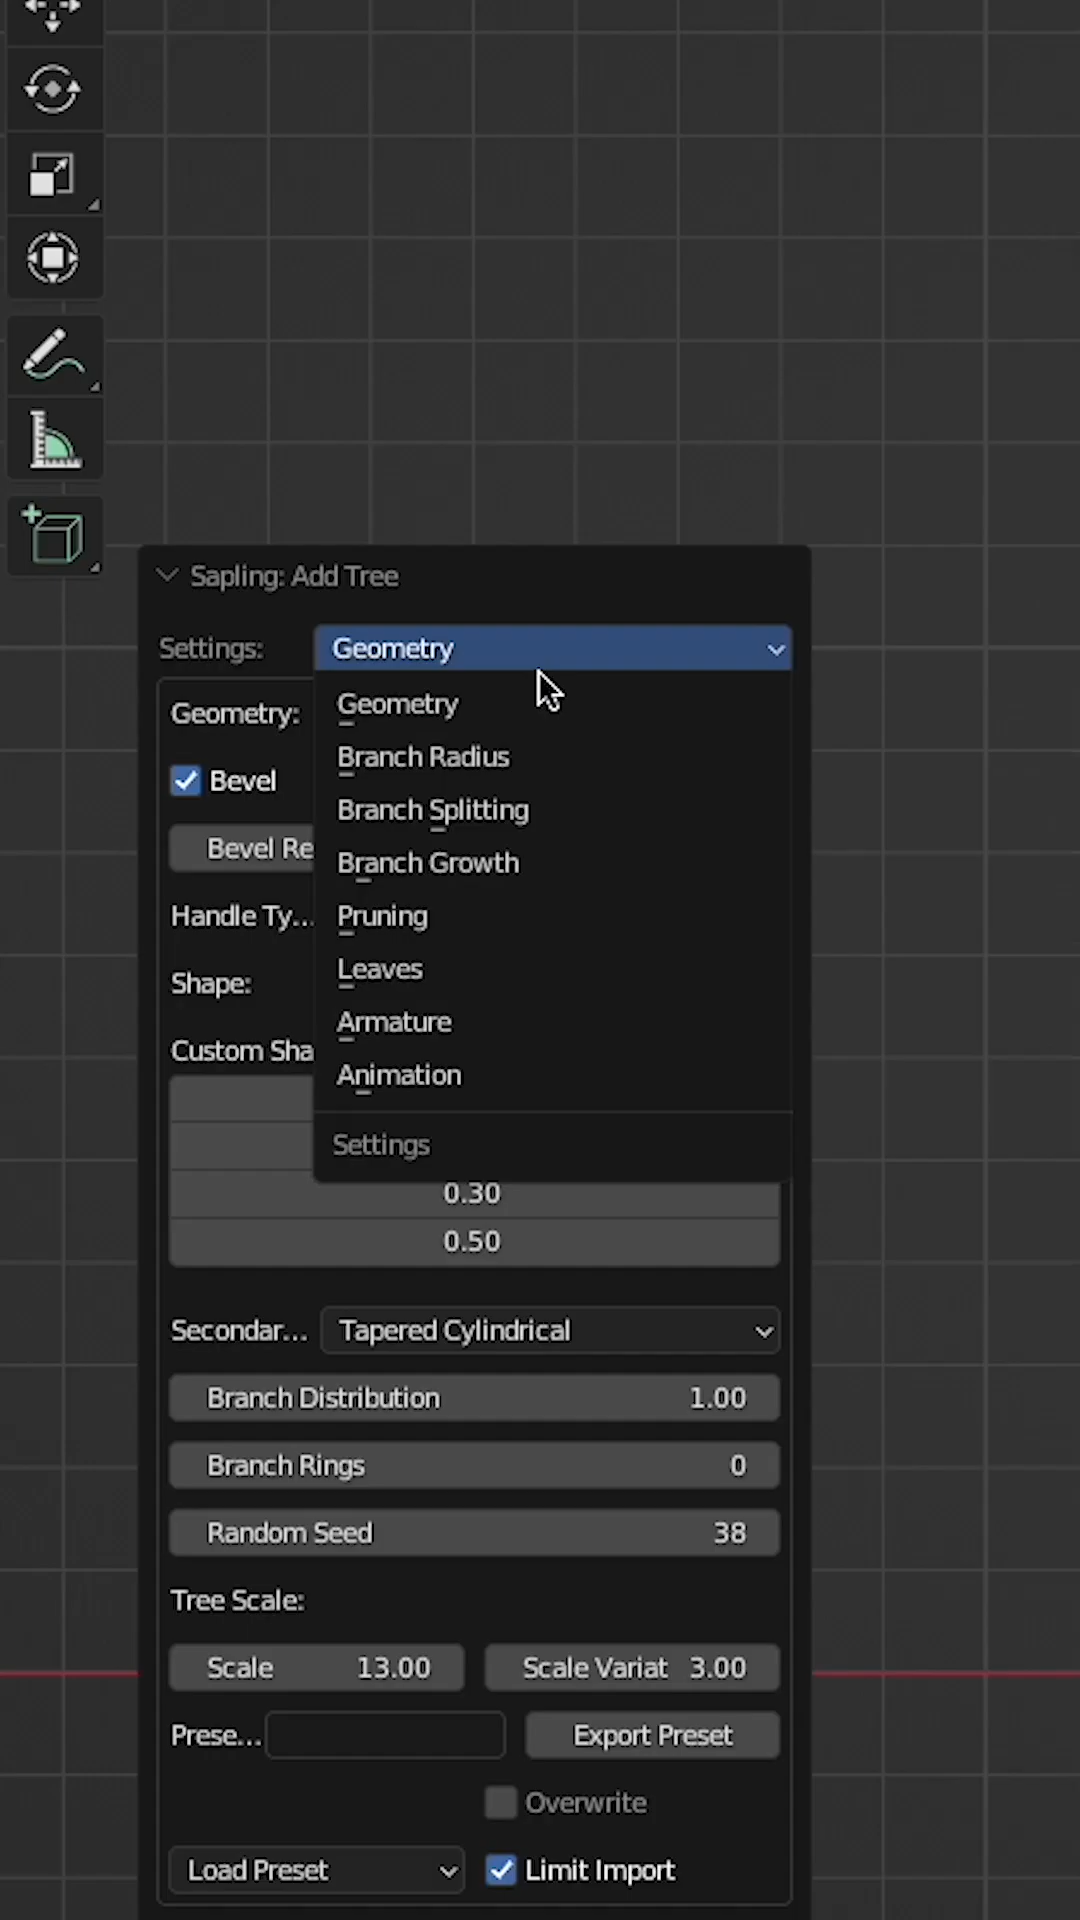 Sapling: Add Tree
Settings: Geometry
Geometry:
Geometry
Branch Radius
Branch Splitting
Branch Growth
Pruning
Leaves
Armature
Animation
Settings
Bevel
Bevel Re
Handle Ty...
Shape:
Custom Sha
0.30
0.50
Secondar... Tapered Cylindrical
Branch Distribution 1.00
Branch Rings 0
Random Seed 38
Tree Scale:
Scale 13.00 Scale Variat 3.00
Prese... Export Preset
Overwrite
Load Preset Limit Import